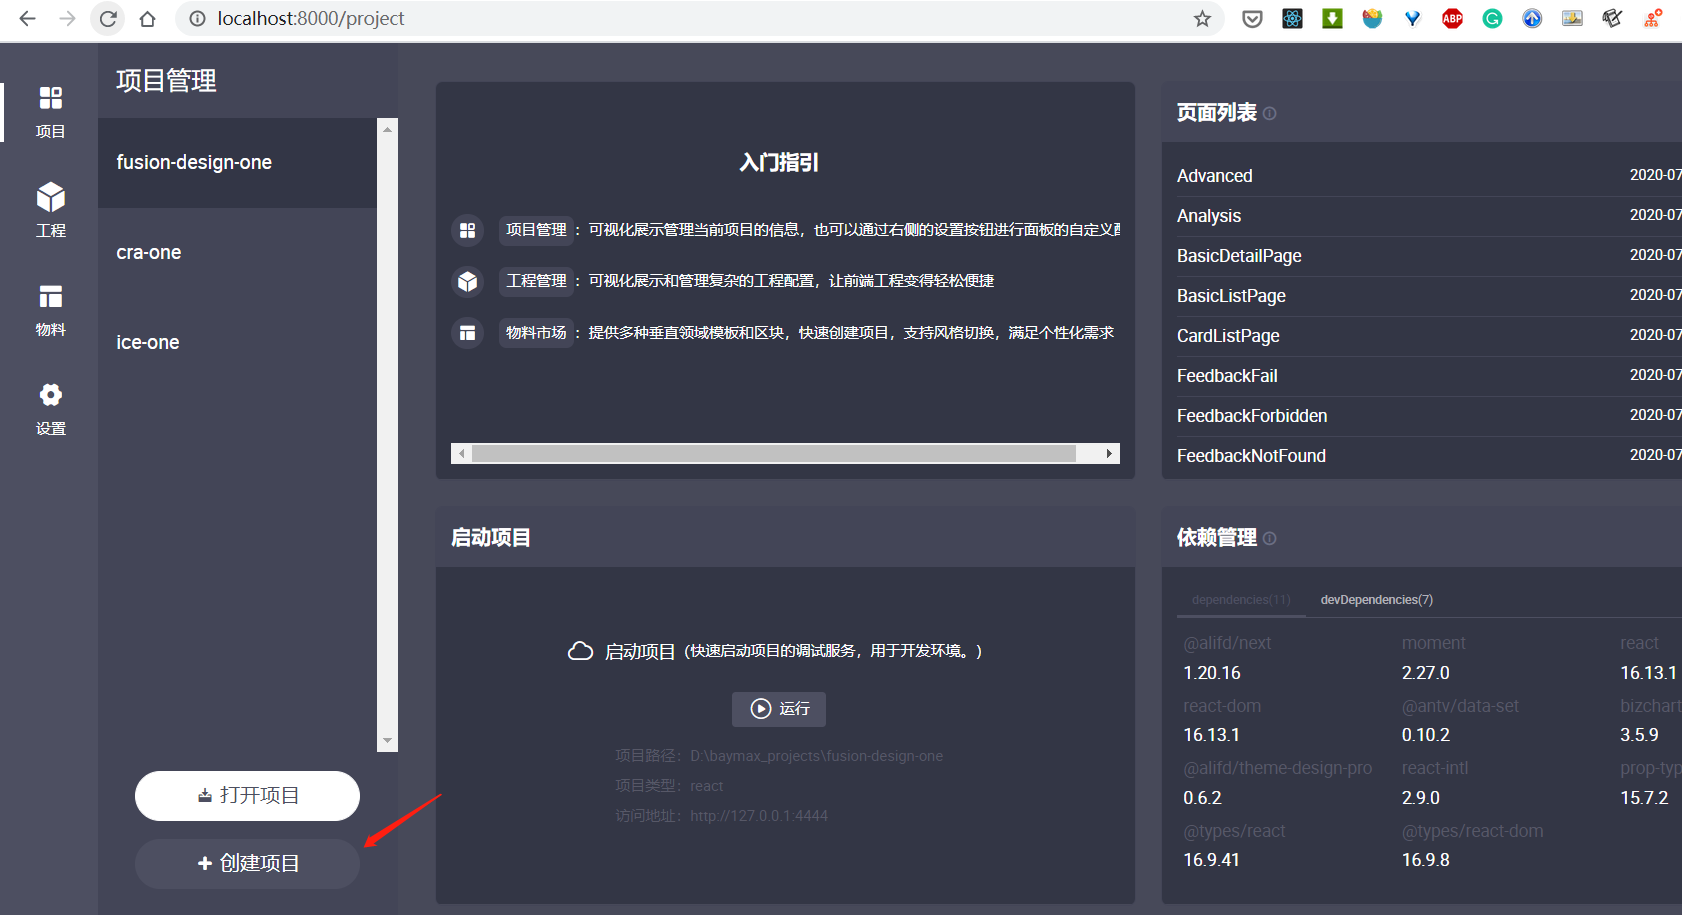 localhost:8000/project
项目
工程
物料
设置
项目管理
fusion-design-one
cra-one
ice-one
打开项目
创建项目
入门指引
项目管理 ：可视化展示管理当前项目的信息，也可以通过右侧的设置按钮进行面板的自定义
工程管理 ：可视化展示和管理复杂的工程配置，让前端工程变得轻松便捷
物料市场 ：提供多种垂直领域模板和区块，快速创建项目，支持风格切换，满足个性化需求
启动项目
启动项目（快速启动项目的调试服务，用于开发环境。）
运行
项目路径：D:\baymax_projects\fusion-design-one
项目类型：react
访问地址：http://127.0.0.1:4444
页面列表
Advanced 2020-07
Analysis 2020-07
BasicDetailPage 2020-07
BasicListPage 2020-07
CardListPage 2020-07
FeedbackFail 2020-07
FeedbackForbidden 2020-07
FeedbackNotFound 2020-07
依赖管理
dependencies(11) devDependencies(7)
@alifd/next moment react
1.20.16 2.27.0 16.13.1
react-dom @antv/data-set bizchart
16.13.1 0.10.2 3.5.9
@alifd/theme-design-pro react-intl prop-typ
0.6.2 2.9.0 15.7.2
@types/react @types/react-dom
16.9.41 16.9.8
ABP